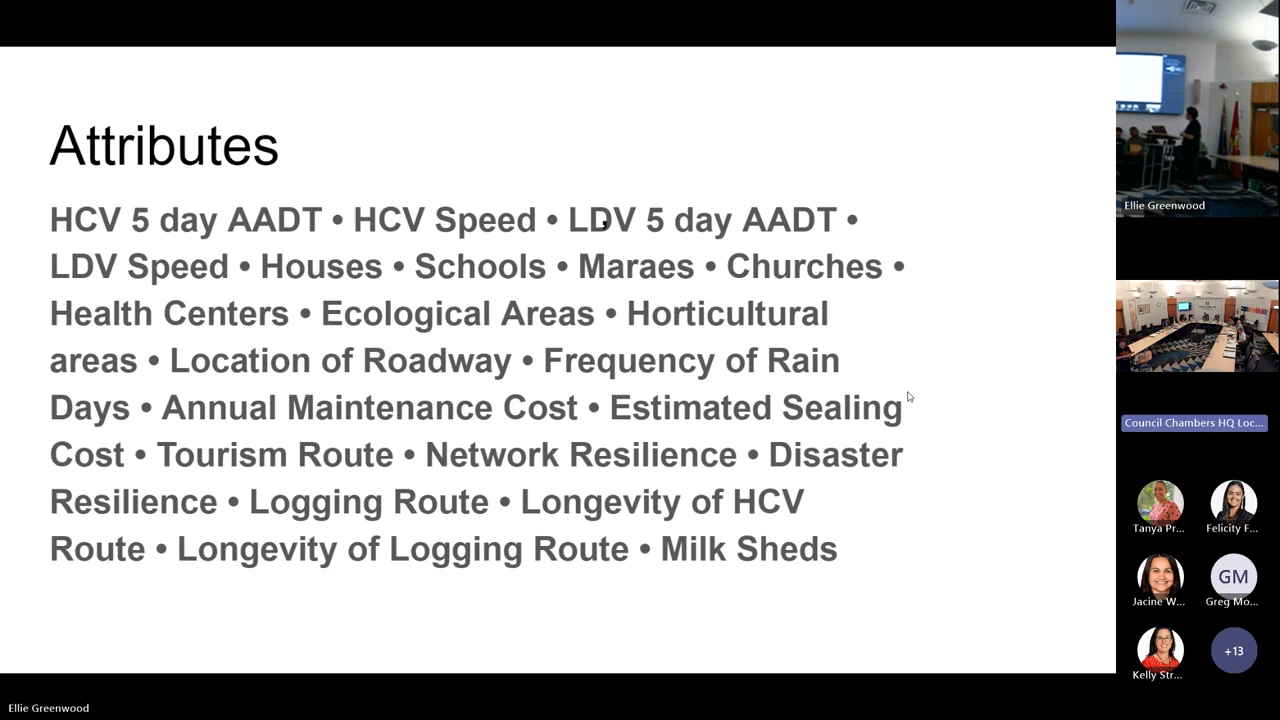 Attributes
HCV 5 day AADT • HCV Speed • LDV 5 day AADT •
LDV Speed • Houses • Schools • Maraes • Churches •
Health Centers • Ecological Areas • Horticultural
areas • Location of Roadway • Frequency of Rain
Days • Annual Maintenance Cost • Estimated Sealing
Cost • Tourism Route • Network Resilience • Disaster
Resilience • Logging Route • Longevity of HCV
Route • Longevity of Logging Route • Milk Sheds
Ellie Greenwood
Ellie Greenwood
Council Chambers HQ Loc...
Tanya Pr...
Felicity F...
GM
Jacine W...
Greg Mo...
+13
Kelly Str...